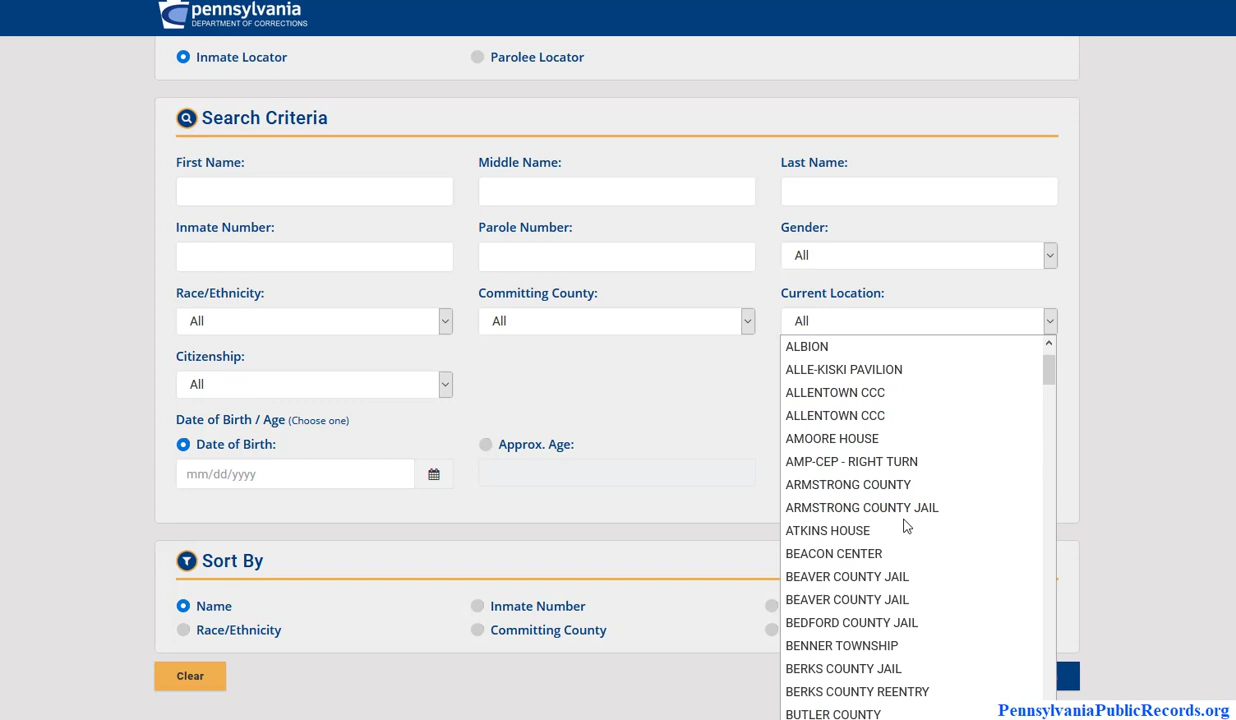 pennsylvania
DEPARTMENT OF CORRECTIONS
Inmate Locator
Parolee Locator
Search Criteria
First Name:
Middle Name:
Last Name:
Inmate Number:
Parole Number:
Gender:
All
Race/Ethnicity:
Committing County:
Current Location:
All
All
All
Citizenship:
All
Date of Birth / Age (Choose one)
Date of Birth:
Approx. Age:
mm/dd/yyyy
ALBION
ALLE-KISKI PAVILION
ALLENTOWN CCC
ALLENTOWN CCC
AMOORE HOUSE
AMP-CEP - RIGHT TURN
ARMSTRONG COUNTY
ARMSTRONG COUNTY JAIL
ATKINS HOUSE
BEACON CENTER
BEAVER COUNTY JAIL
BEAVER COUNTY JAIL
BEDFORD COUNTY JAIL
BENNER TOWNSHIP
BERKS COUNTY JAIL
BERKS COUNTY REENTRY
BUTLER COUNTY
Sort By
Name
Inmate Number
Race/Ethnicity
Committing County
Clear
PennsylvaniaPublicRecords.org